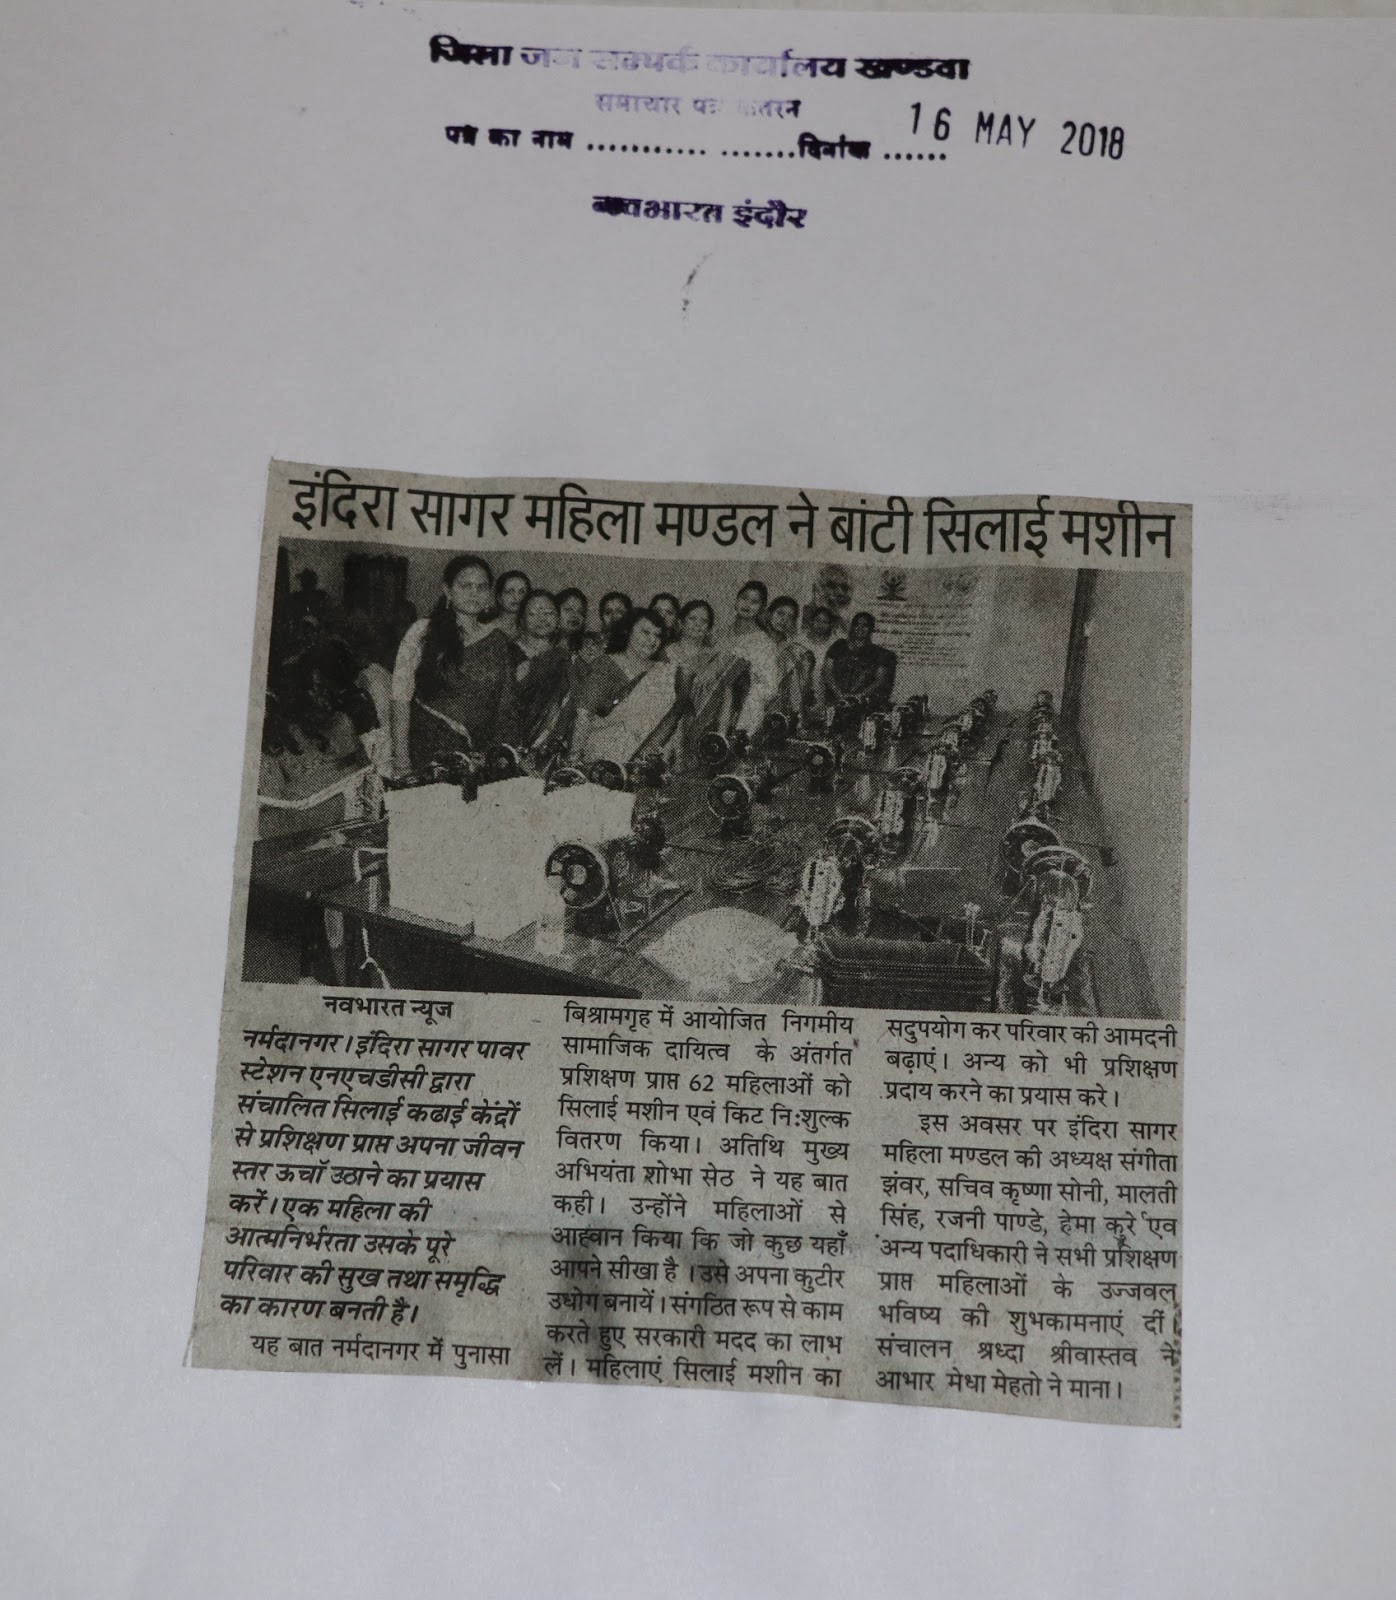 जिला जन सम्पर्क कार्यालय खण्डवा
समाचार पत्र कतरन
पत्र का नाम ........... .......दिनांक ......
16 MAY 2018
नवभारत इंदौर
इंदिरा सागर महिला मण्डल ने बांटी सिलाई मशीन
नवभारत न्यूज
नर्मदानगर। इंदिरा सागर पावर
स्टेशन एनएचडीसी द्वारा
संचालित सिलाई कढाई केंद्रों
से प्रशिक्षण प्राप्त अपना जीवन
स्तर ऊचॉ उठाने का प्रयास
करें। एक महिला की
आत्मनिर्भरता उसके पूरे
परिवार की सुख तथा समृद्धि
का कारण बनती है।
यह बात नर्मदानगर में पुनासा
बिश्रामगृह में आयोजित निगमीय
सामाजिक दायित्व के अंतर्गत
प्रशिक्षण प्राप्त 62 महिलाओं को
सिलाई मशीन एवं किट नि:शुल्क
वितरण किया। अतिथि मुख्य
अभियंता शोभा सेठ ने यह बात
कही। उन्होंने महिलाओं से
आह्वान किया कि जो कुछ यहाँ
आपने सीखा है । उसे अपना कुटीर
उधोग बनायें। संगठित रूप से काम
करते हुए सरकारी मदद का लाभ
लें। महिलाएं सिलाई मशीन का
सदुपयोग कर परिवार की आमदनी
बढ़ाएं। अन्य को भी प्रशिक्षण
प्रदाय करने का प्रयास करे।
इस अवसर पर इंदिरा सागर
महिला मण्डल की अध्यक्ष संगीता
झंवर, सचिव कृष्णा सोनी, मालती
सिंह, रजनी पाण्डे, हेमा कुरे एव
अन्य पदाधिकारी ने सभी प्रशिक्षण
प्राप्त महिलाओं के उज्जवल
भविष्य की शुभकामनाएं दीं।
संचालन श्रध्दा श्रीवास्तव ने
आभार मेधा मेहतो ने माना।